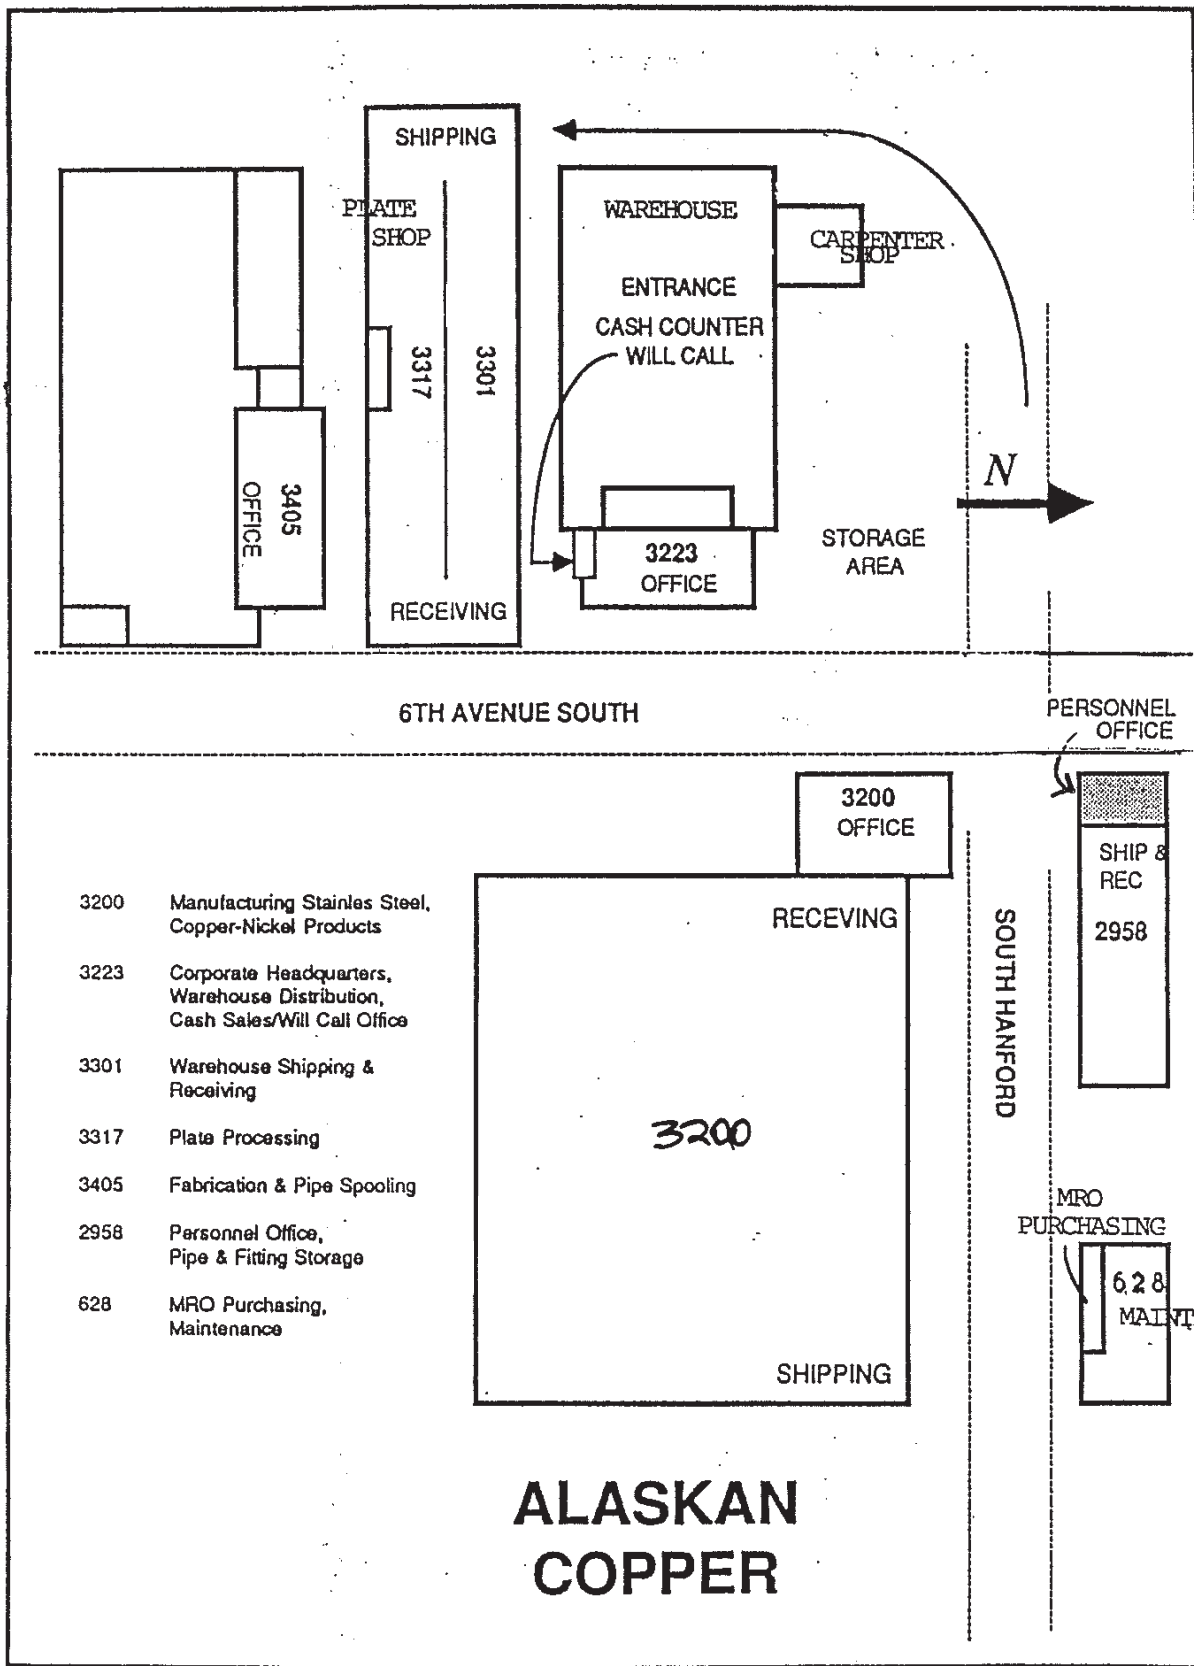 SHIPPING
PLATE
SHOP
3317
3301
RECEIVING
WAREHOUSE
ENTRANCE
CASH COUNTER
WILL CALL
CARPENTER
SHOP
3405
OFFICE
3223
OFFICE
STORAGE
AREA
N
6TH AVENUE SOUTH
PERSONNEL
OFFICE
3200
OFFICE
SHIP &
REC
2958
RECEVING
SOUTH HANFORD
3200
Manufacturing Stainles Steel,
Copper-Nickel Products
3223
Corporate Headquarters,
Warehouse Distribution,
Cash Sales/Will Call Office
3301
Warehouse Shipping &
Receiving
3317
Plate Processing
3405
Fabrication & Pipe Spooling
2958
Personnel Office,
Pipe & Fitting Storage
628
MRO Purchasing,
Maintenance
3200
MRO
PURCHASING
628
MAINT
SHIPPING
ALASKAN
COPPER